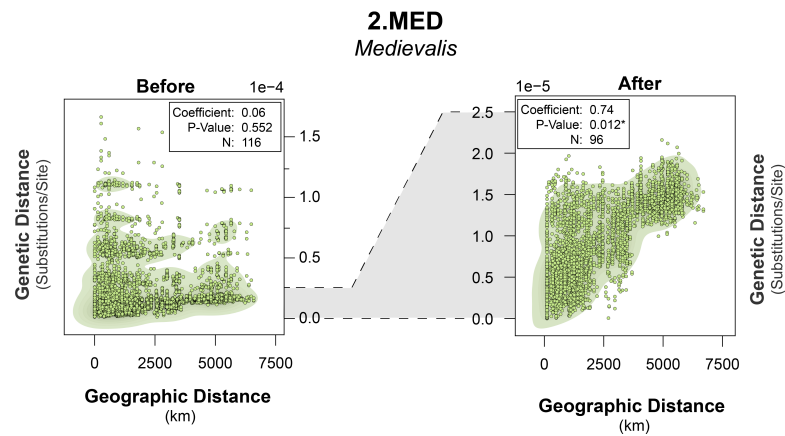 2.MED
Medievalis
Before
1e−4
Coefficient: 0.06
P-Value: 0.552
N: 116
1.5
1.0
0.5
0.0
Genetic Distance
(Substitutions/Site)
0 2500 5000 7500
Geographic Distance
(km)
After
1e−5
Coefficient: 0.74
P-Value: 0.012*
N: 96
2.5
2.0
1.5
1.0
0.5
0.0
Genetic Distance
(Substitutions/Site)
0 2500 5000 7500
Geographic Distance
(km)